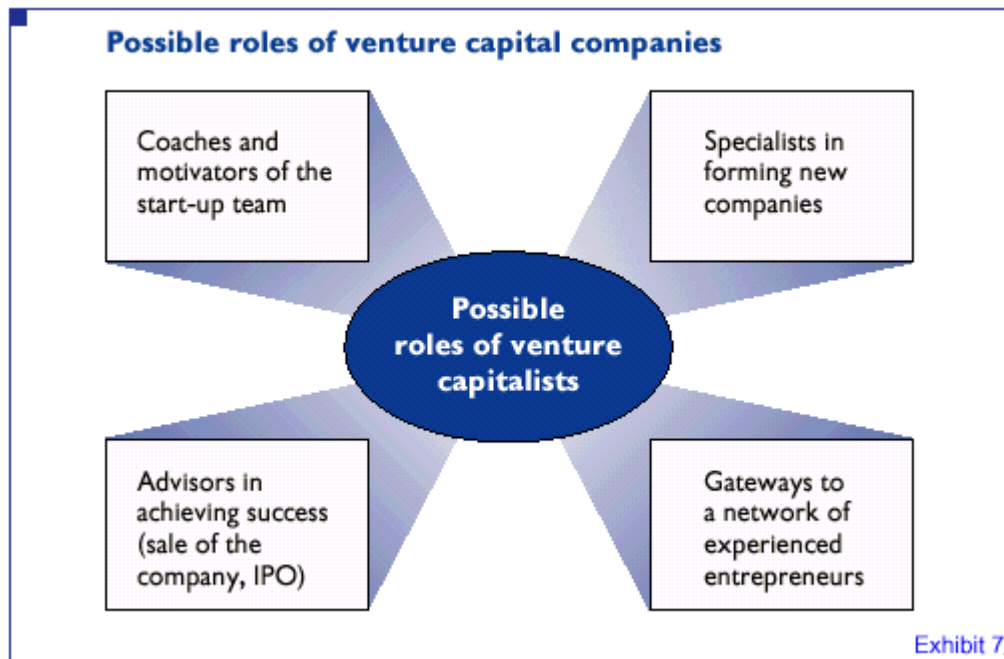 Possible roles of venture capital companies
Coaches and
motivators of the
start-up team
Specialists in
forming new
companies
Possible
roles of venture
capitalists
Advisors in
achieving success
(sale of the
company, IPO)
Gateways to
a network of
experienced
entrepreneurs
Exhibit 7